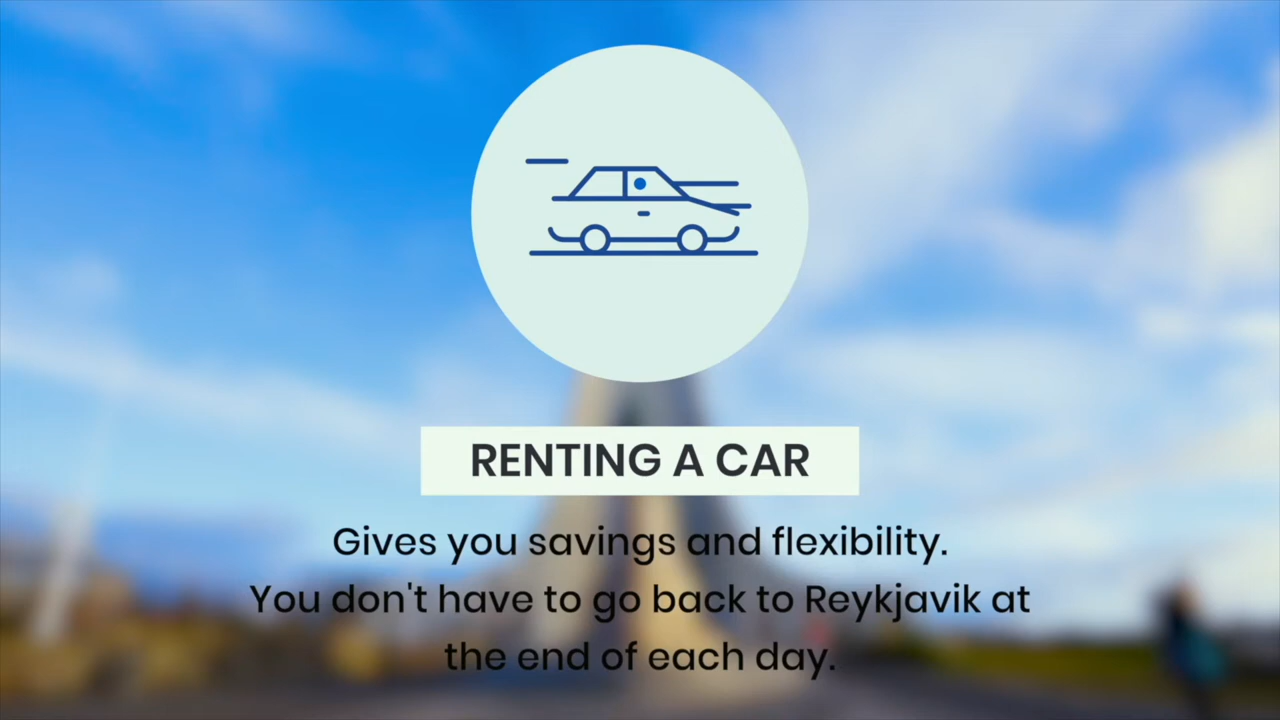 RENTING A CAR
Gives you savings and flexibility.
You don't have to go back to Reykjavik at
the end of each day.